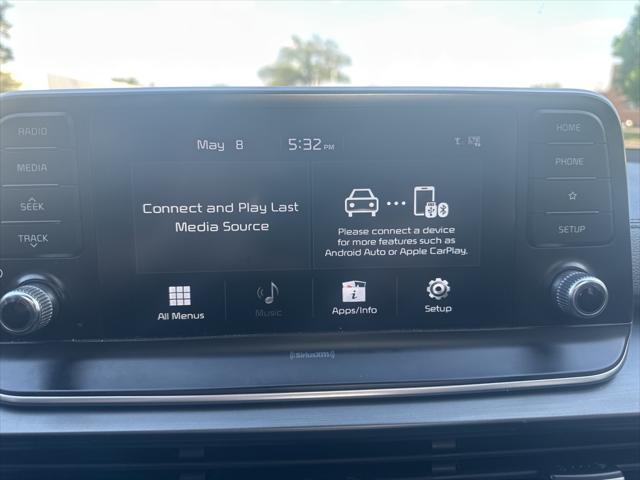 RADIO
MEDIA
SEEK
TRACK
May 8
5:32 PM
Connect and Play Last
Media Source
Please connect a device
for more features such as
Android Auto or Apple CarPlay.
All Menus
Music
Apps/Info
Setup
HOME
PHONE
SETUP
((SiriusXM))